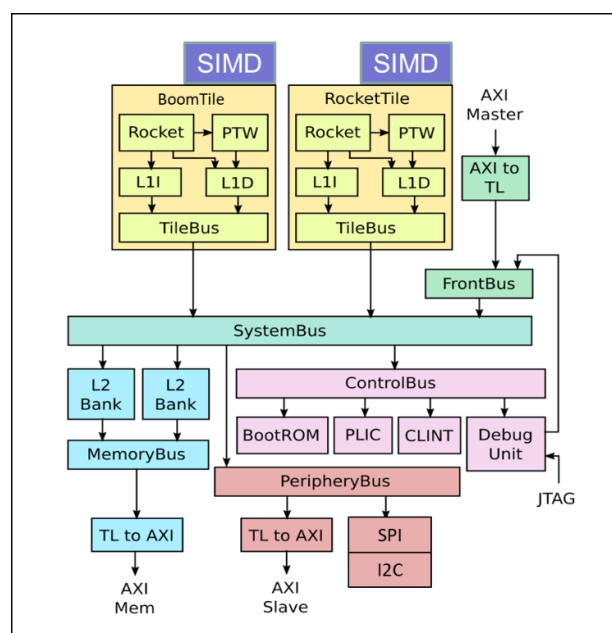 SIMD
SIMD
BoomTile
RocketTile
Rocket
PTW
Rocket
PTW
L1I
L1D
L1I
L1D
TileBus
TileBus
AXI
Master
AXI to
TL
FrontBus
SystemBus
L2
Bank
L2
Bank
ControlBus
BootROM
PLIC
CLINT
Debug
Unit
MemoryBus
PeripheryBus
JTAG
TL to AXI
TL to AXI
SPI
I2C
AXI
Mem
AXI
Slave